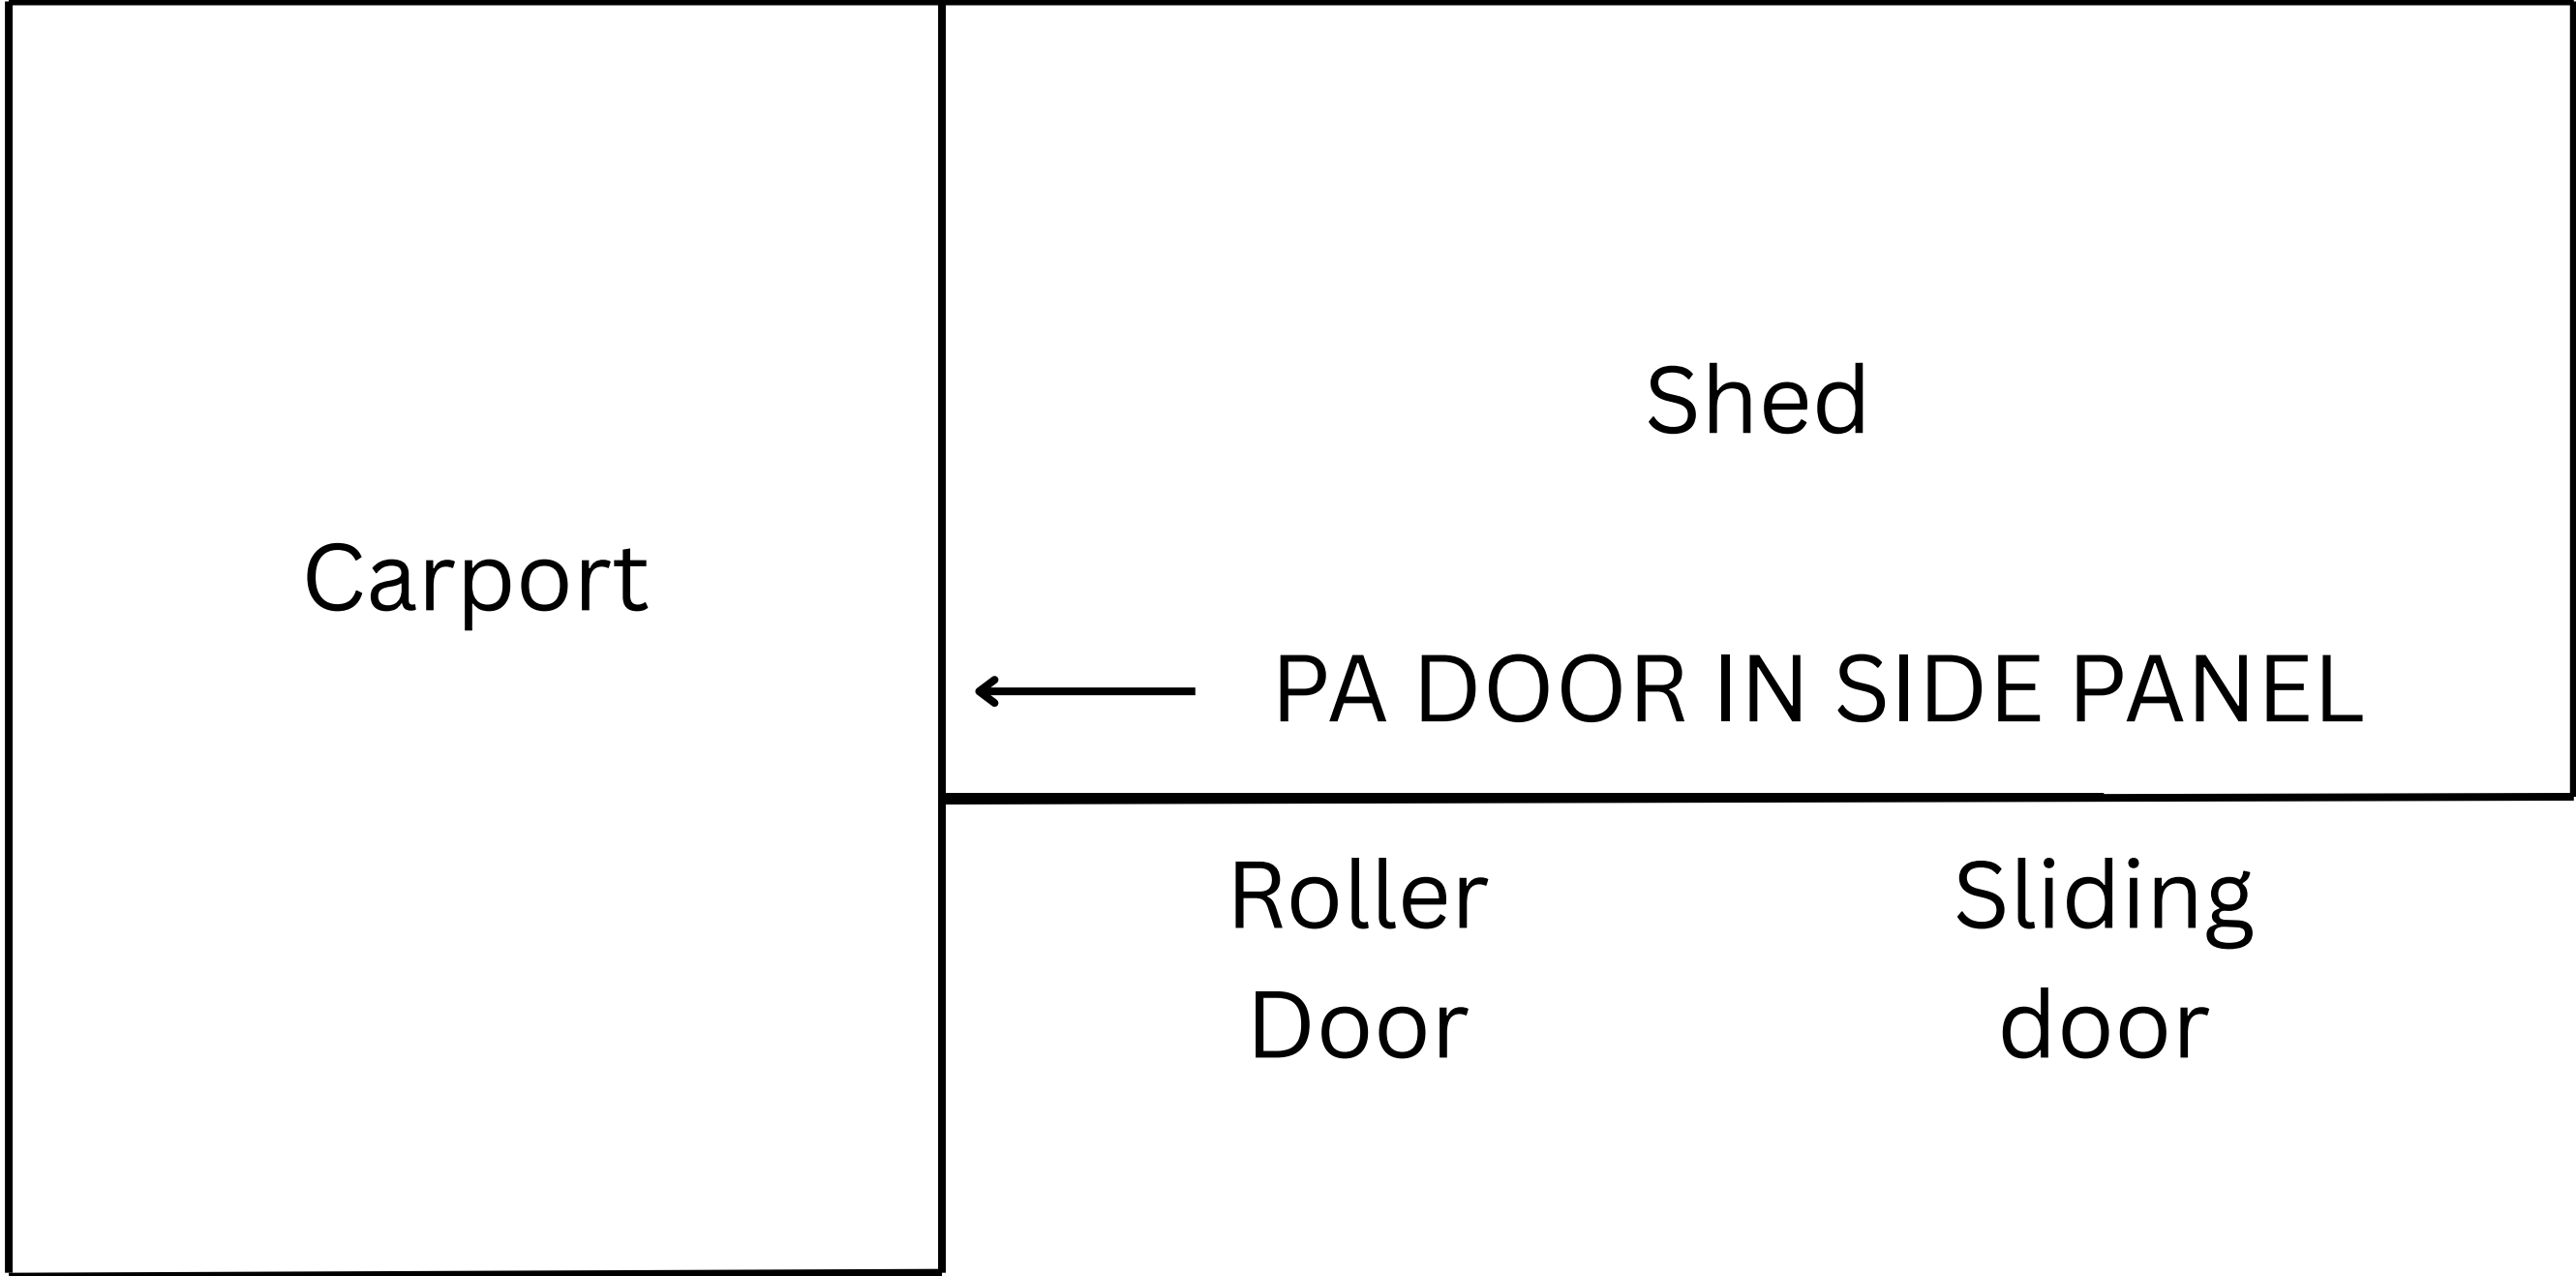 Shed
Carport
PA DOOR IN SIDE PANEL
Roller
Door
Sliding
door